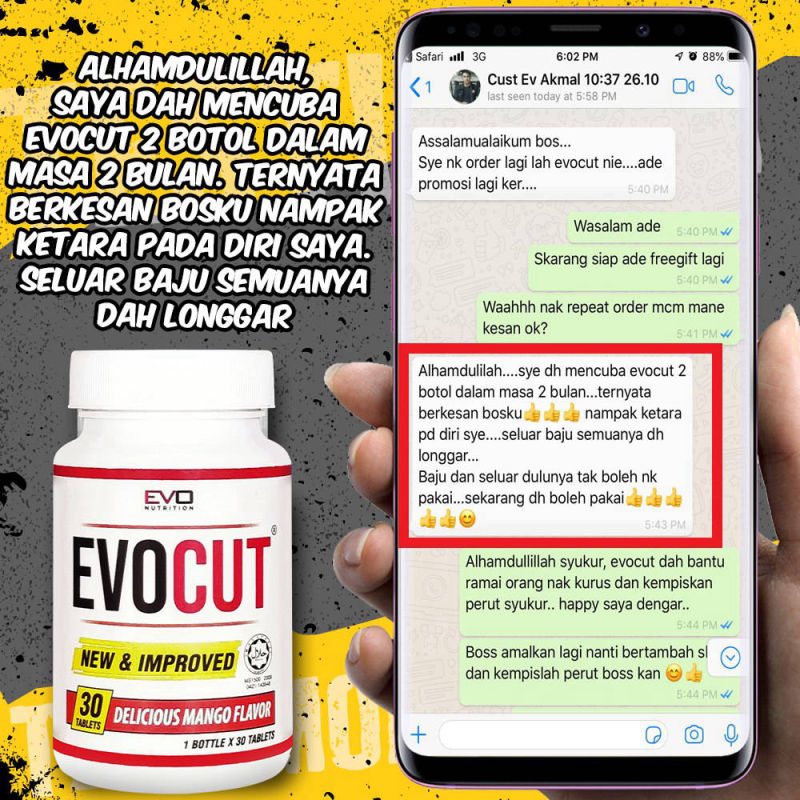 ALHAMDULILLAH,
SAYA DAH MENCUBA
EVOCUT 2 BOTOL DALAM
MASA 2 BULAN. TERNYATA
BERKESAN BOSKU NAMPAK
KETARA PADA DIRI SAYA.
SELUAR BAJU SEMUANYA
DAH LONGGAR
EVO
NUTRITION
EVOCUT®
NEW & IMPROVED
30
TABLETS
DELICIOUS MANGO FLAVOR
1 BOTTLE X 30 TABLETS
Safari 3G 6:02 PM 88%
1
Cust Ev Akmal 10:37 26.10
last seen today at 5:58 PM
Assalamualaikum bos...
Sye nk order lagi lah evocut nie....ade
promosi lagi ker....
5:40 PM
Wasalam ade
5:40 PM
Skarang siap ade freegift lagi
5:40 PM
Waahhh nak repeat order mcm mane
kesan ok?
5:41 PM
Alhamdulilah....sye dh mencuba evocut 2
botol dalam masa 2 bulan...ternyata
berkesan bosku👍👍👍 nampak ketara
pd diri sye....seluar baju semuanya dh
longgar...
Baju dan seluar dulunya tak boleh nk
pakai...sekarang dh boleh pakai👍👍👍
👍👍😊
5:43 PM
Alhamdullillah syukur, evocut dah bantu
ramai orang nak kurus dan kempiskan
perut syukur.. happy saya dengar..
5:44 PM
Boss amalkan lagi nanti bertambah
dan kempislah perut boss kan 😊👍
5:44 PM